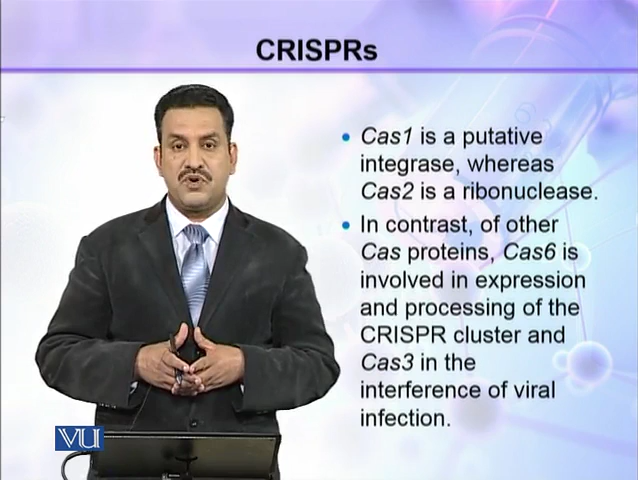 CRISPRs
• Cas1 is a putative
integrase, whereas
Cas2 is a ribonuclease.
• In contrast, of other
Cas proteins, Cas6 is
involved in expression
and processing of the
CRISPR cluster and
Cas3 in the
interference of viral
infection.
VU